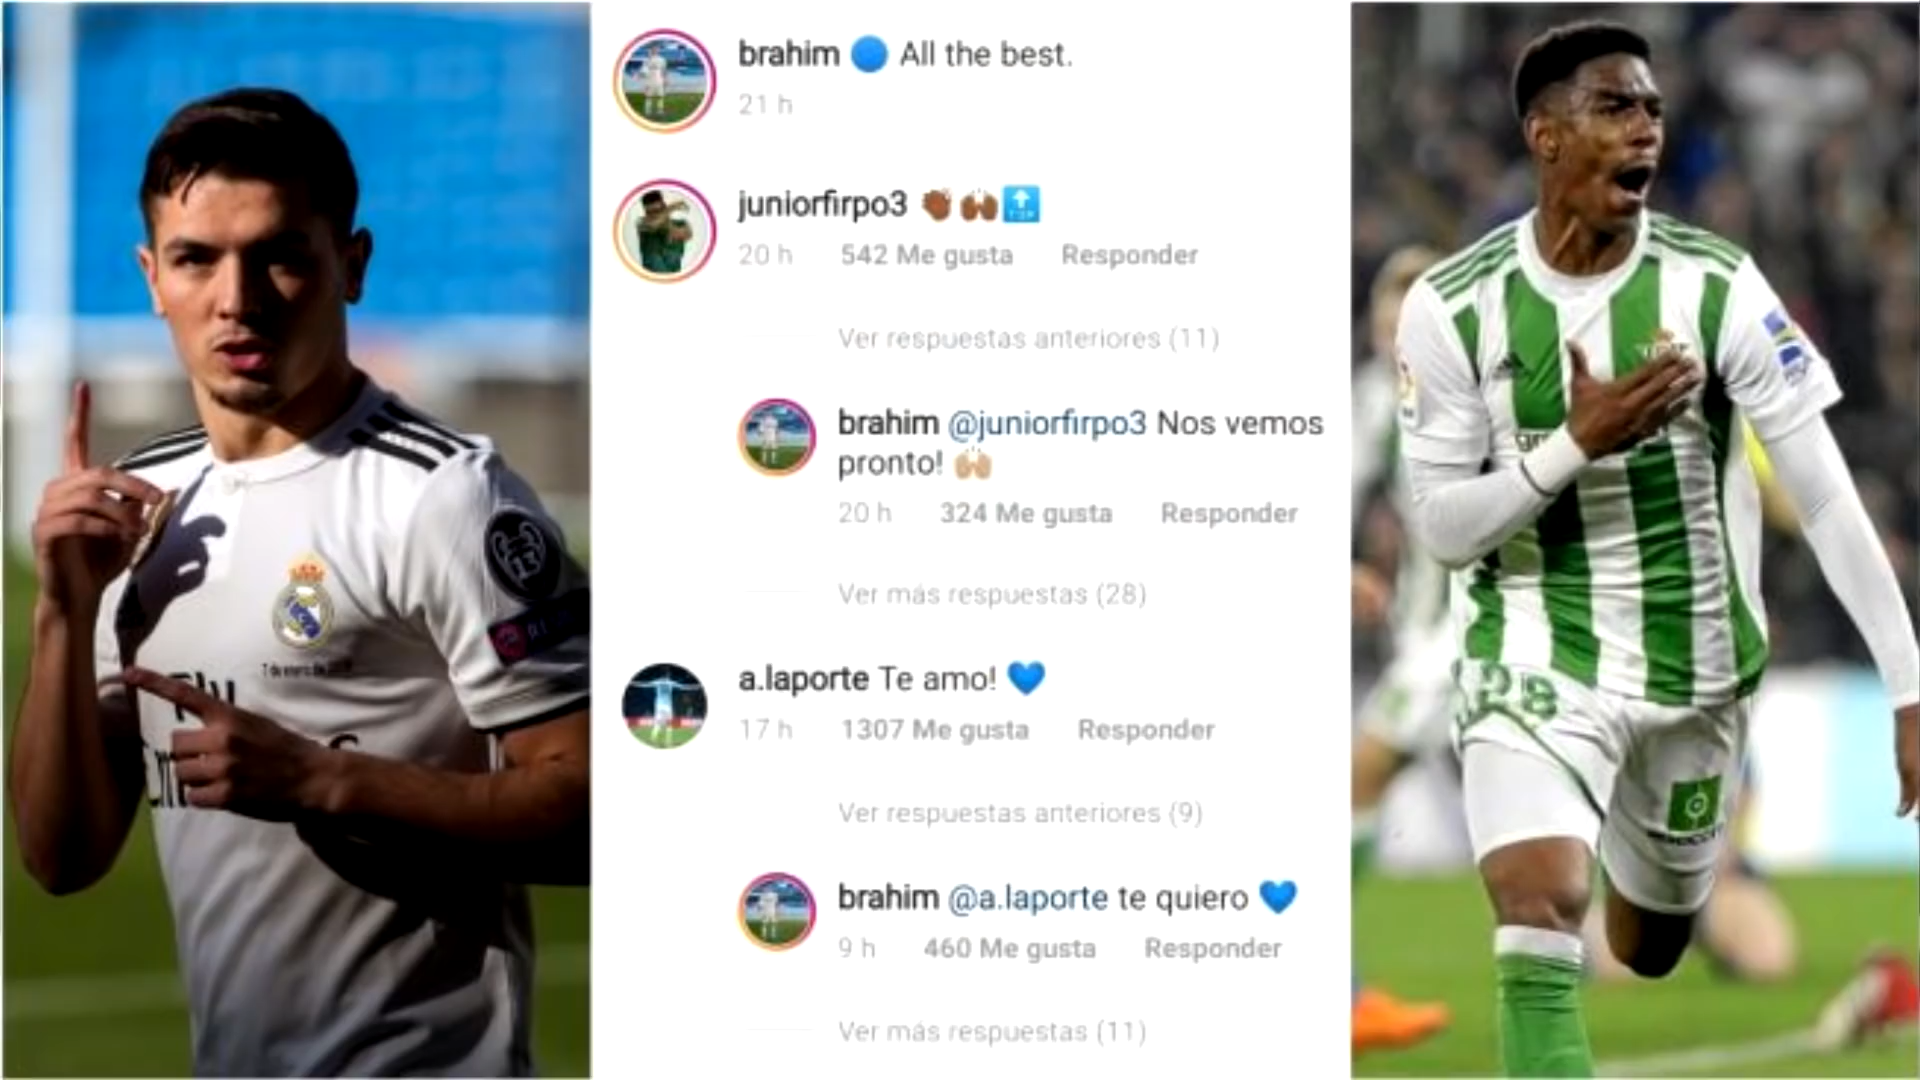 brahim 🔵 All the best.
21 h
juniorfirpo3 👏🏾 🙌🏾 🔝
20 h 542 Me gusta Responder
Ver respuestas anteriores (11)
brahim @juniorfirpo3 Nos vemos
pronto! 🙌🏼
20 h 324 Me gusta Responder
Ver más respuestas (28)
a.laporte Te amo! 💙
17 h 1307 Me gusta Responder
Ver respuestas anteriores (9)
brahim @a.laporte te quiero 💙
9 h 460 Me gusta Responder
Ver más respuestas (11)
28